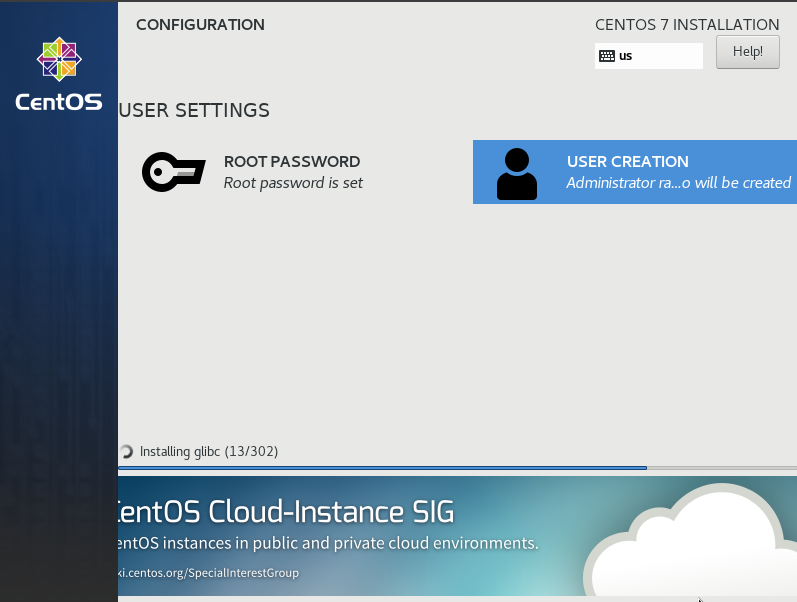 CONFIGURATION
CENTOS 7 INSTALLATION
us
Help!
CentOS
USER SETTINGS
ROOT PASSWORD
Root password is set
USER CREATION
Administrator ra...o will be created
Installing glibc (13/302)
CentOS Cloud-Instance SIG
entOS instances in public and private cloud environments.
ki.centos.org/SpecialInterestGroup